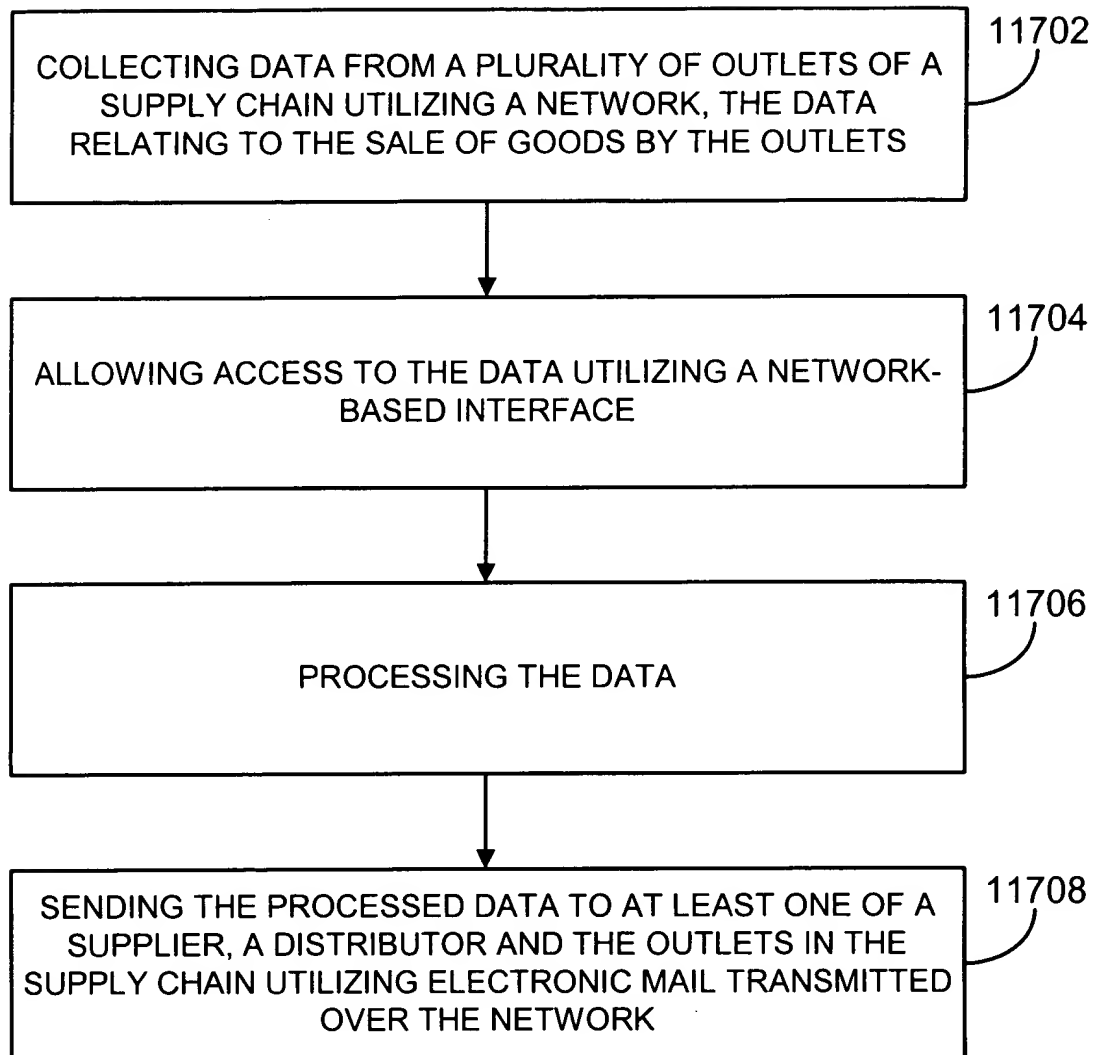 11702
COLLECTING DATA FROM A PLURALITY OF OUTLETS OF A
SUPPLY CHAIN UTILIZING A NETWORK, THE DATA
RELATING TO THE SALE OF GOODS BY THE OUTLETS
11704
ALLOWING ACCESS TO THE DATA UTILIZING A NETWORK-
BASED INTERFACE
11706
PROCESSING THE DATA
11708
SENDING THE PROCESSED DATA TO AT LEAST ONE OF A
SUPPLIER, A DISTRIBUTOR AND THE OUTLETS IN THE
SUPPLY CHAIN UTILIZING ELECTRONIC MAIL TRANSMITTED
OVER THE NETWORK